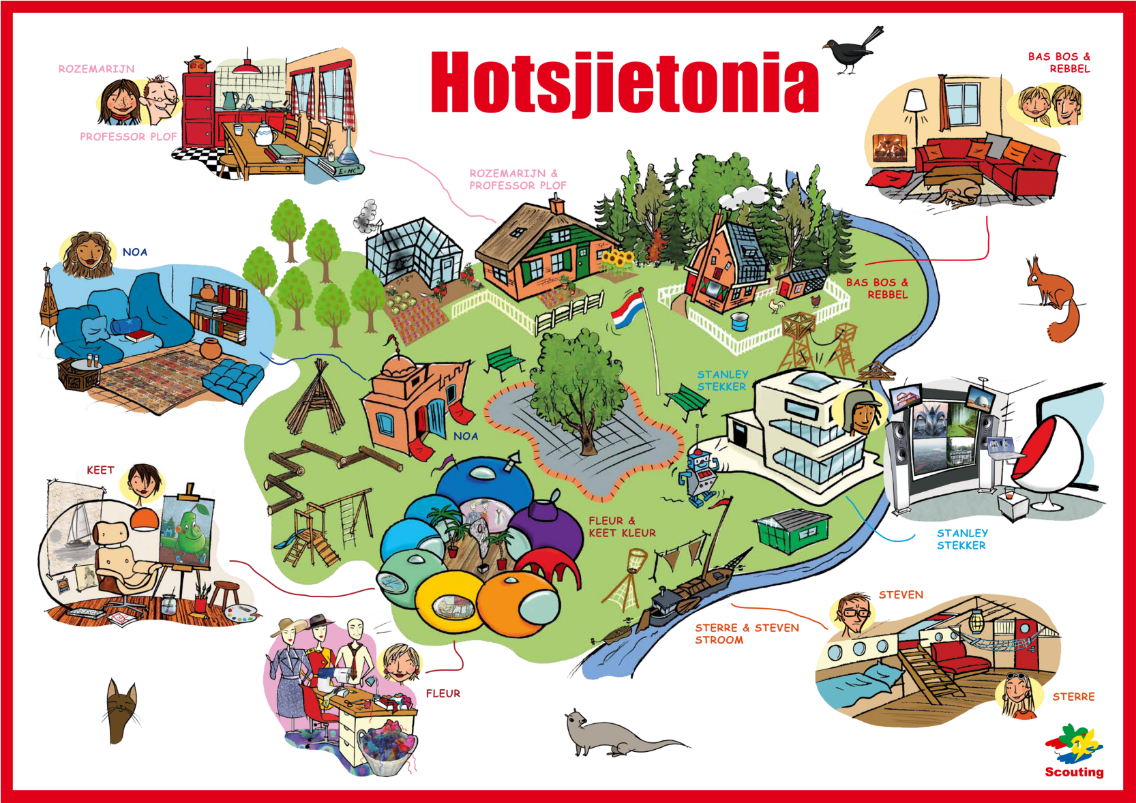 Hotsjietonia
ROZEMARIJN
PROFESSOR PLOF
BAS BOS &
REBBEL
ROZEMARIJN &
PROFESSOR PLOF
NOA
BAS BOS &
REBBEL
STANLEY
STEKKER
NOA
KEET
FLEUR &
KEET KLEUR
STANLEY
STEKKER
STEVEN
STERRE & STEVEN
STROOM
FLEUR
STERRE
Scouting